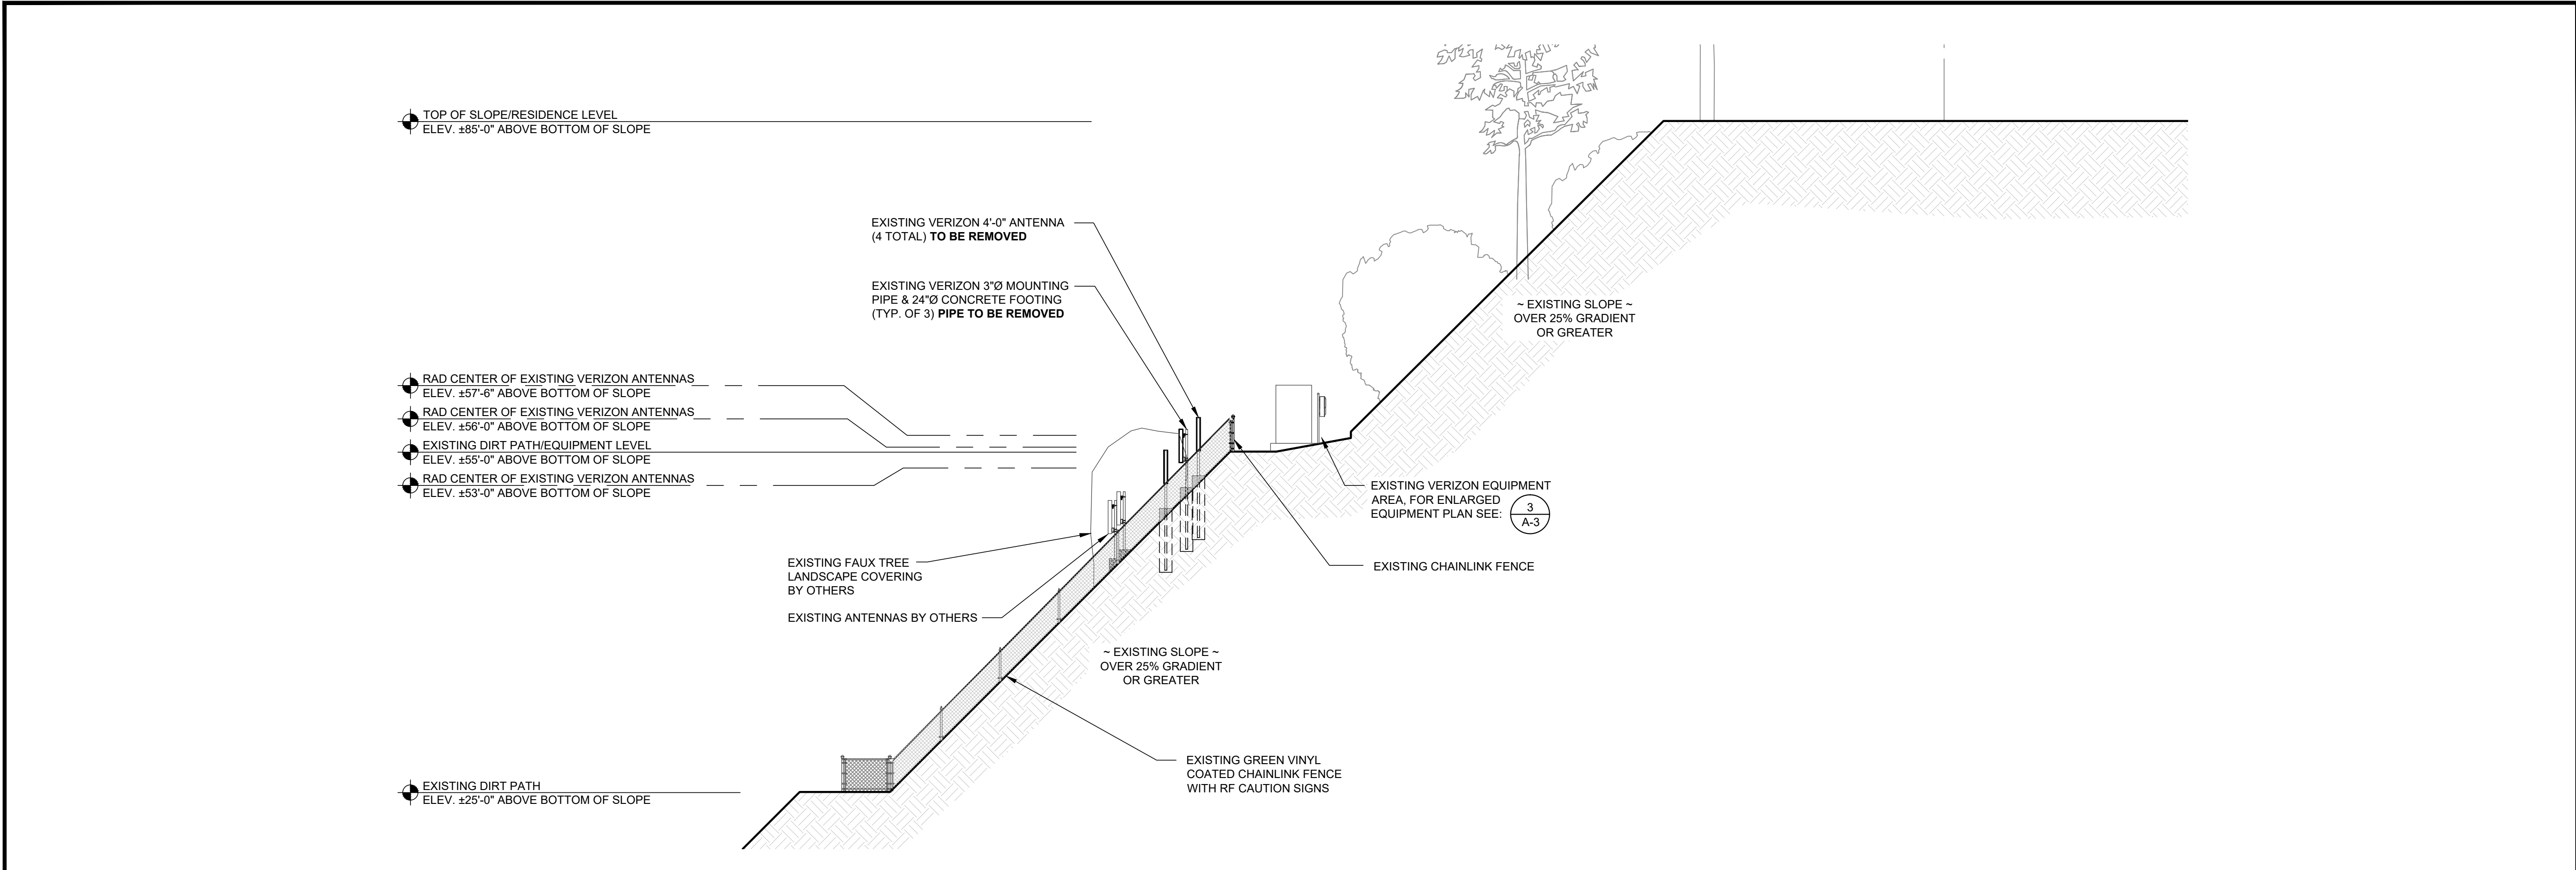 TOP OF SLOPE/RESIDENCE LEVEL
ELEV. ±85'-0" ABOVE BOTTOM OF SLOPE
EXISTING VERIZON 4'-0" ANTENNA
(4 TOTAL) TO BE REMOVED
EXISTING VERIZON 3"Ø MOUNTING
PIPE & 24"Ø CONCRETE FOOTING
(TYP. OF 3) PIPE TO BE REMOVED
~ EXISTING SLOPE ~
OVER 25% GRADIENT
OR GREATER
RAD CENTER OF EXISTING VERIZON ANTENNAS
ELEV. ±57'-6" ABOVE BOTTOM OF SLOPE
RAD CENTER OF EXISTING VERIZON ANTENNAS
ELEV. ±56'-0" ABOVE BOTTOM OF SLOPE
EXISTING DIRT PATH/EQUIPMENT LEVEL
ELEV. ±55'-0" ABOVE BOTTOM OF SLOPE
RAD CENTER OF EXISTING VERIZON ANTENNAS
ELEV. ±53'-0" ABOVE BOTTOM OF SLOPE
EXISTING VERIZON EQUIPMENT
AREA, FOR ENLARGED
EQUIPMENT PLAN SEE:
3
A-3
EXISTING FAUX TREE
LANDSCAPE COVERING
BY OTHERS
EXISTING CHAINLINK FENCE
EXISTING ANTENNAS BY OTHERS
~ EXISTING SLOPE ~
OVER 25% GRADIENT
OR GREATER
EXISTING GREEN VINYL
COATED CHAINLINK FENCE
WITH RF CAUTION SIGNS
EXISTING DIRT PATH
ELEV. ±25'-0" ABOVE BOTTOM OF SLOPE